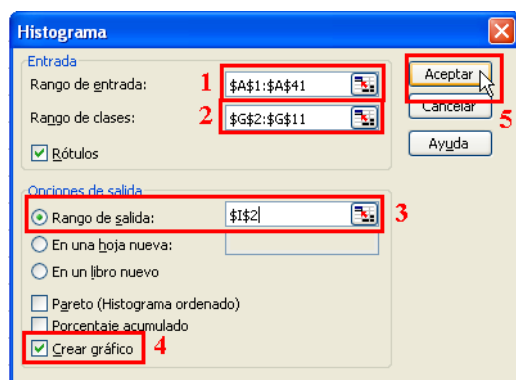 Histograma
Entrada
Rango de entrada: 1 $A$1:$A$41
Rango de clases: 2 $G$2:$G$11
Rótulos
Aceptar
Cancelar
5
Ayuda
Opciones de salida
Rango de salida: $I$2 3
En una hoja nueva:
En un libro nuevo
Pareto (Histograma ordenado)
Porcentaje acumulado
Crear gráfico 4